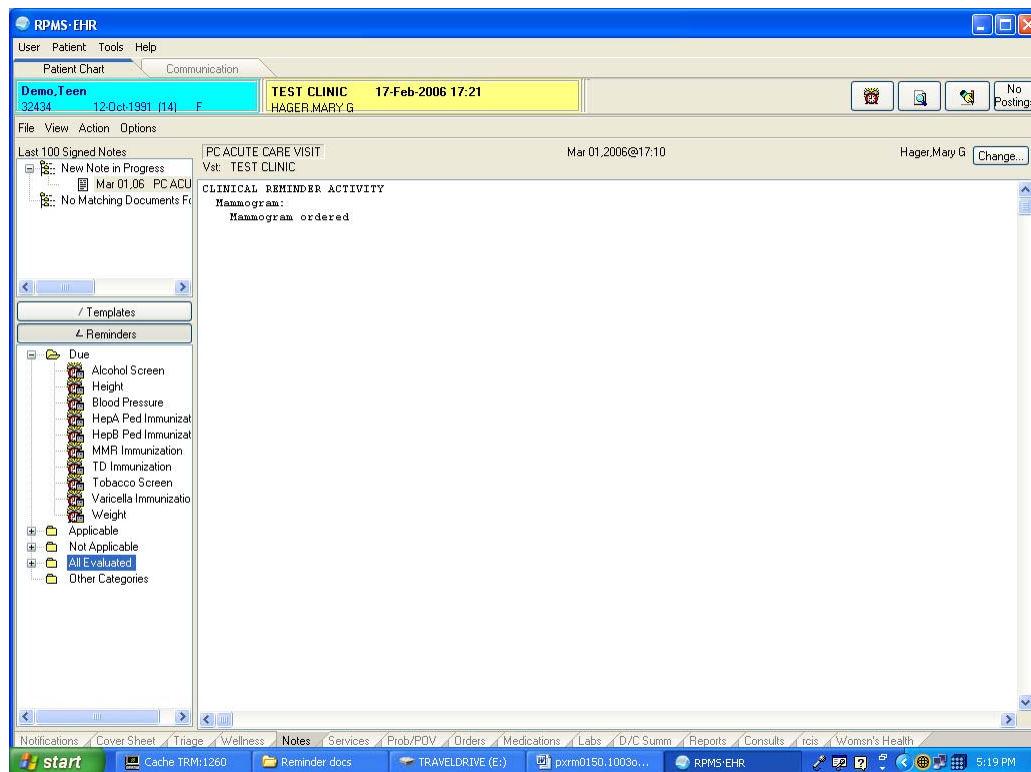 RPMS-EHR
User Patient Tools Help
Patient Chart Communication
Demo,Teen
32434 12-Oct-1991 (14) F
TEST CLINIC 17-Feb-2006 17:21
HAGER,MARY G
No
Postings
File View Action Options
Last 100 Signed Notes
New Note in Progress
Mar 01,06 PC ACU
No Matching Documents Fo
PC ACUTE CARE VISIT Mar 01,2006@17:10 Hager,Mary G Change...
Vst: TEST CLINIC
CLINICAL REMINDER ACTIVITY
Mammogram:
Mammogram ordered
/ Templates
Reminders
Due
Alcohol Screen
Height
Blood Pressure
HepA Ped Immunizat
HepB Ped Immunizat
MMR Immunization
TD Immunization
Tobacco Screen
Varicella Immunizatio
Weight
Applicable
Not Applicable
All Evaluated
Other Categories
Notifications Cover Sheet Triage Wellness Notes Services Prob/POV Orders Medications Labs D/C Summ Reports Consults rcis Womsn's Health
start Cache TRM:1260 Reminder docs TRAVELDRIVE (E:) pxrm0150.1003o... RPMS-EHR 5:19 PM